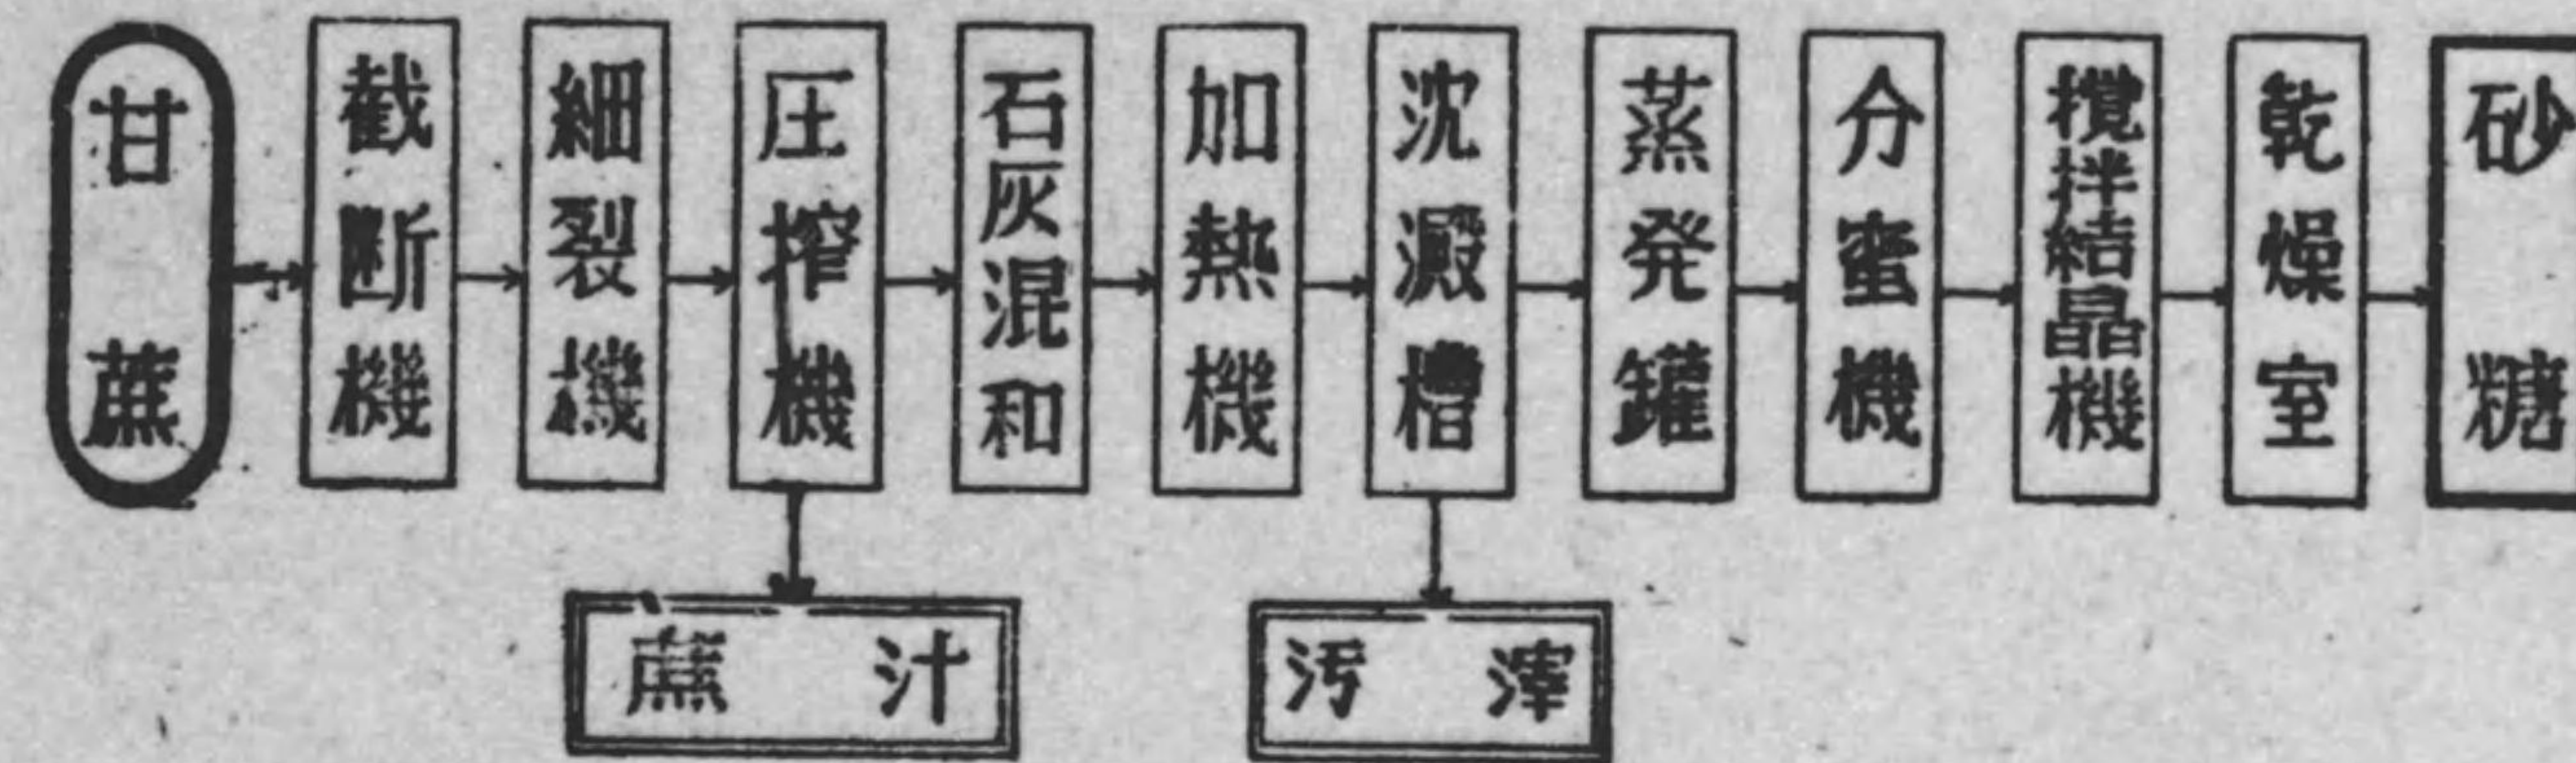 甘蔗
截断機
細裂機
圧搾機
石灰混和
加熱機
沈澱槽
蒸発罐
分蜜機
攪拌結晶機
乾燥室
砂糖
蔗汁
汚滓